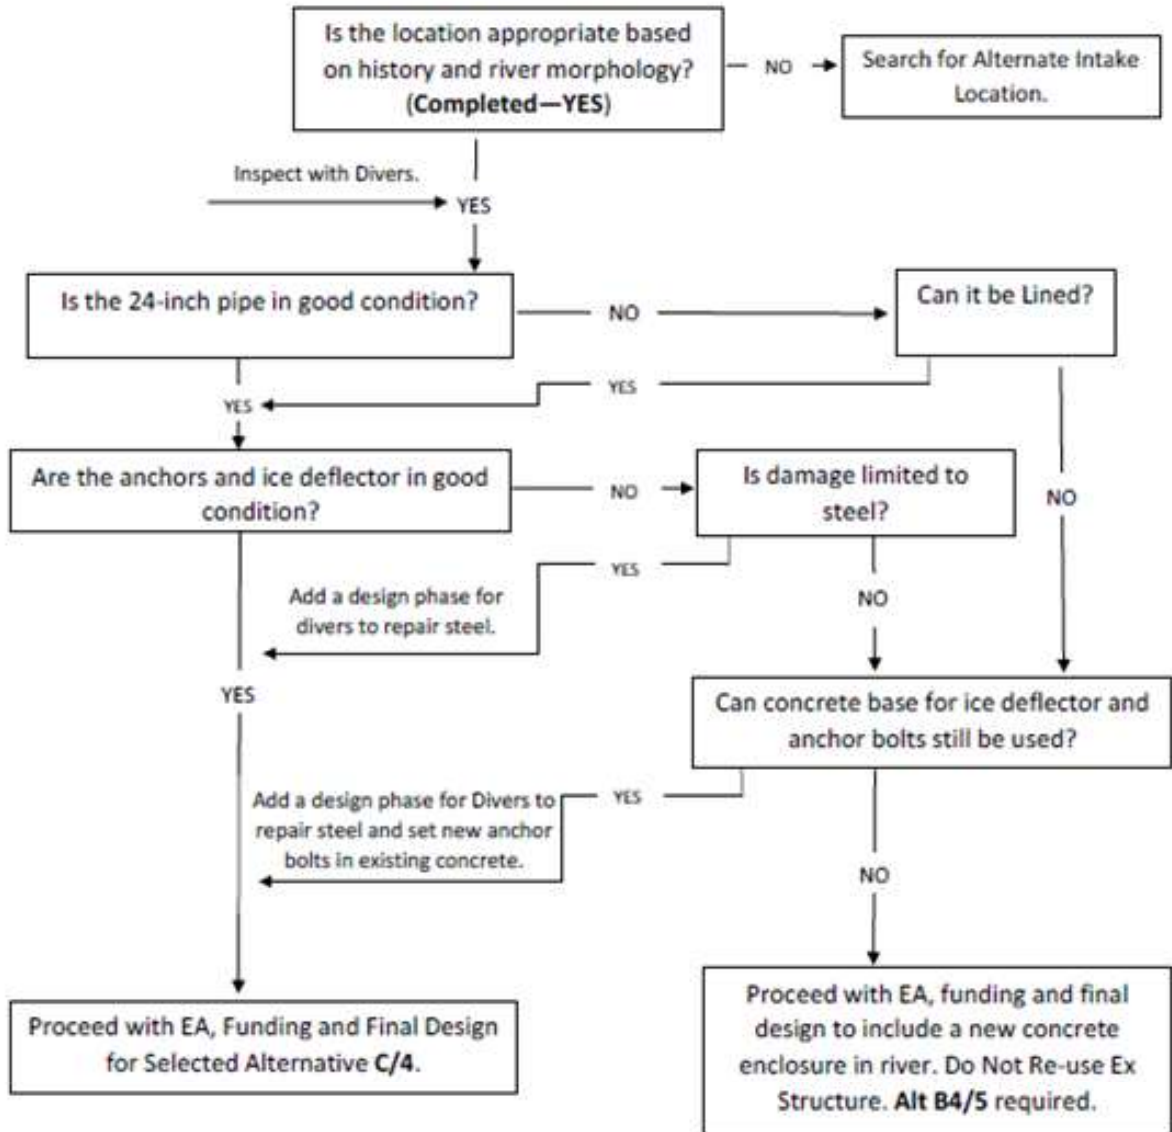 Is the location appropriate based
on history and river morphology?
(Completed—YES)
NO
Search for Alternate Intake
Location.
Inspect with Divers.
YES
Is the 24-inch pipe in good condition?
NO
Can it be Lined?
YES
YES
Are the anchors and ice deflector in good
condition?
NO
Is damage limited to
steel?
NO
YES
Add a design phase for
divers to repair steel.
NO
YES
Can concrete base for ice deflector and
anchor bolts still be used?
YES
Add a design phase for Divers to
repair steel and set new anchor
bolts in existing concrete.
NO
Proceed with EA, Funding and Final Design
for Selected Alternative C/4.
Proceed with EA, funding and final
design to include a new concrete
enclosure in river. Do Not Re-use Ex
Structure. Alt B4/5 required.